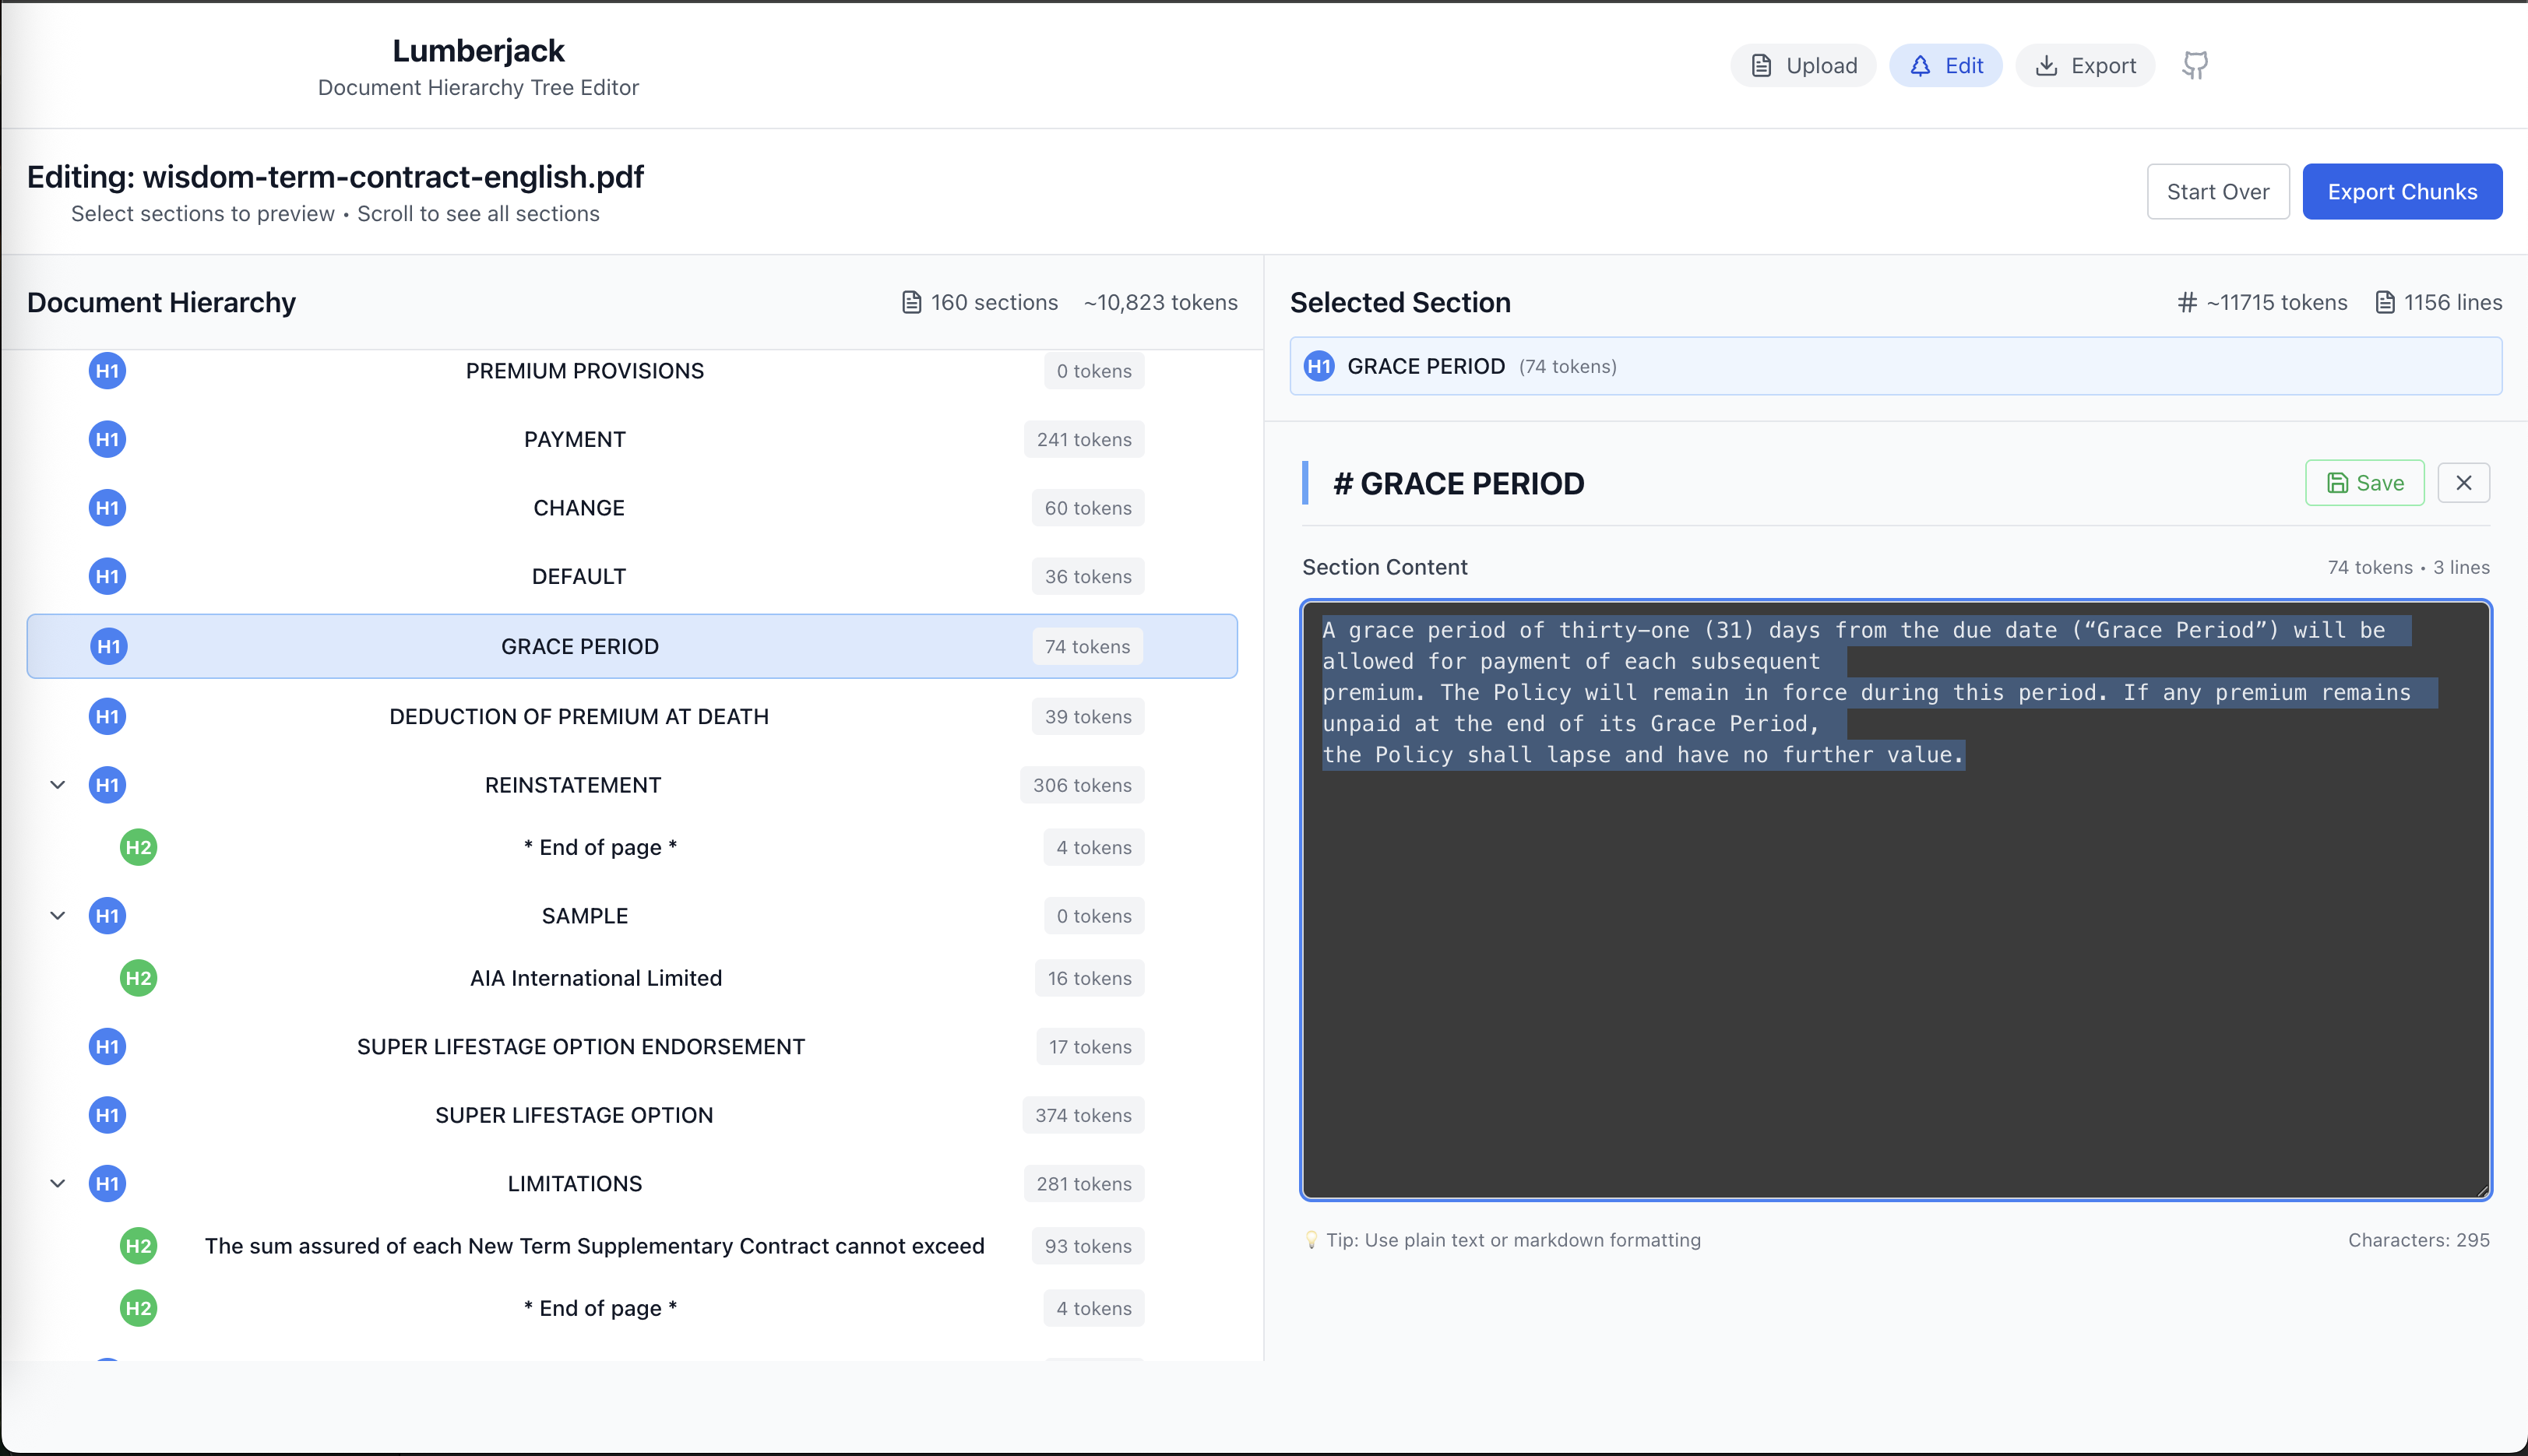 Lumberjack
Document Hierarchy Tree Editor
Upload
Edit
Export
Editing: wisdom-term-contract-english.pdf
Select sections to preview • Scroll to see all sections
Start Over
Export Chunks
Document Hierarchy
160 sections
~10,823 tokens
H1 PREMIUM PROVISIONS 0 tokens
H1 PAYMENT 241 tokens
H1 CHANGE 60 tokens
H1 DEFAULT 36 tokens
H1 GRACE PERIOD 74 tokens
H1 DEDUCTION OF PREMIUM AT DEATH 39 tokens
H1 REINSTATEMENT 306 tokens
H2 * End of page * 4 tokens
H1 SAMPLE 0 tokens
H2 AIA International Limited 16 tokens
H1 SUPER LIFESTAGE OPTION ENDORSEMENT 17 tokens
H1 SUPER LIFESTAGE OPTION 374 tokens
H1 LIMITATIONS 281 tokens
H2 The sum assured of each New Term Supplementary Contract cannot exceed 93 tokens
H2 * End of page * 4 tokens
Selected Section
# ~11715 tokens
1156 lines
H1 GRACE PERIOD (74 tokens)
# GRACE PERIOD
Save
Section Content
74 tokens • 3 lines
A grace period of thirty−one (31) days from the due date (“Grace Period”) will be
allowed for payment of each subsequent
premium. The Policy will remain in force during this period. If any premium remains
unpaid at the end of its Grace Period,
the Policy shall lapse and have no further value.
💡 Tip: Use plain text or markdown formatting
Characters: 295